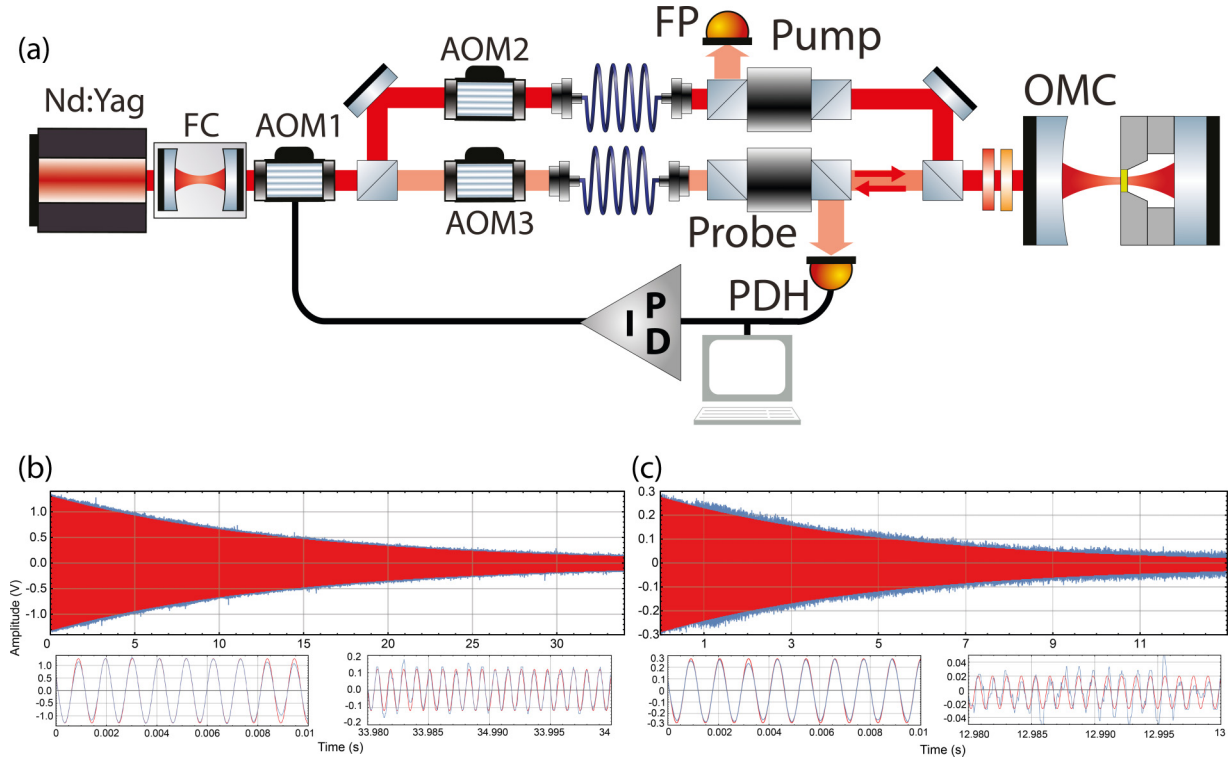 (a)
Nd:Yag
FC
AOM1
AOM2
AOM3
FP
Pump
Probe
OMC
PDH
P
I
D
(b)
Amplitude (V)
1.0
0.5
0.0
-0.5
-1.0
0 5 10 15 20 25 30
1.0
0.5
0.0
-0.5
-1.0
0 0.002 0.004 0.006 0.008 0.01
0.2
0.1
0.0
-0.1
-0.2
33.980 33.985 33.990 33.995 34
Time (s)
(c)
0.3
0.2
0.1
0
-0.1
-0.2
-0.3
1 3 5 7 9 11
0.3
0.2
0.1
0
-0.1
-0.2
-0.3
0 0.002 0.004 0.006 0.008 0.01
0.04
0.02
0
-0.02
-0.04
12.980 12.985 12.990 12.995 13
Time (s)